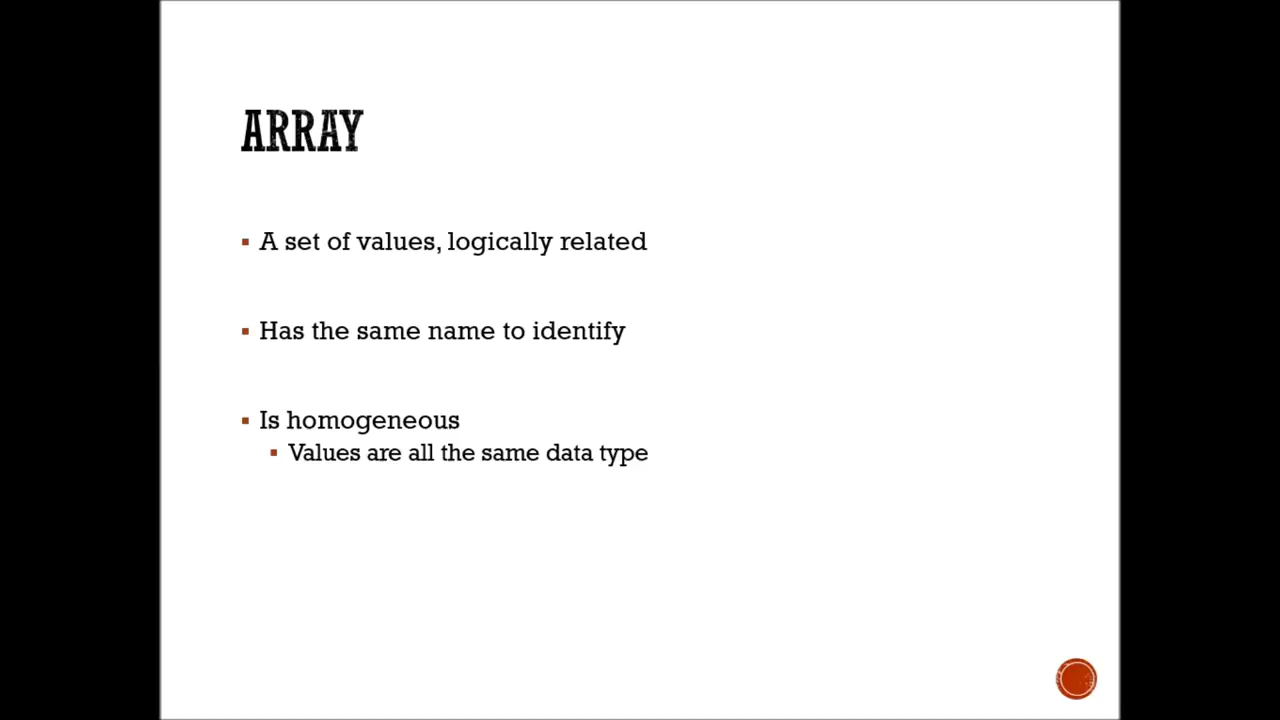 ARRAY
A set of values, logically related
Has the same name to identify
Is homogeneous
Values are all the same data type